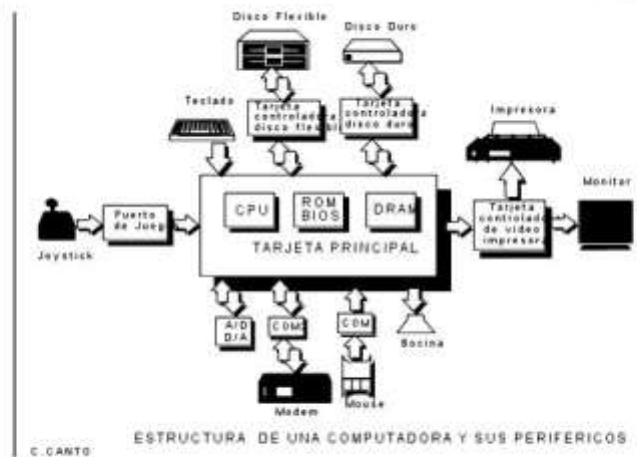 Disco Flexible
Disco Duro
Teclado
Tarjeta
controladora
disco flexible
Tarjeta
controladora
disco duro
Impresora
Monitor
CPU
ROM
BIOS
DRAM
Puerto
de Juego
Joystick
TARJETA PRINCIPAL
Tarjeta
controladora
de video
impresora
A/D
D/A
COM
COM
Bocina
Modem
Mouse
ESTRUCTURA DE UNA COMPUTADORA Y SUS PERIFERICOS
C.CANTO